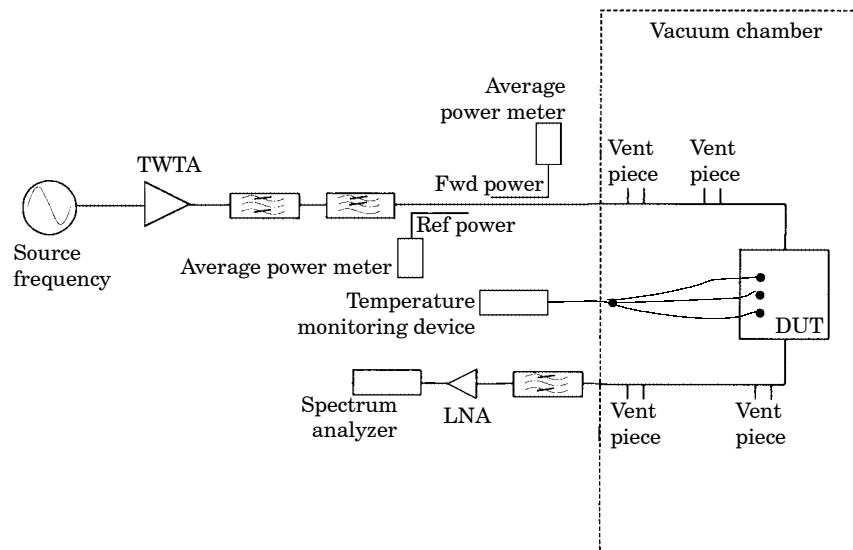 Vacuum chamber
Average
power meter
Vent
piece
Vent
piece
TWTA
Fwd power
Ref power
Source
frequency
Average power meter
Temperature
monitoring device
DUT
Spectrum
analyzer
LNA
Vent
piece
Vent
piece